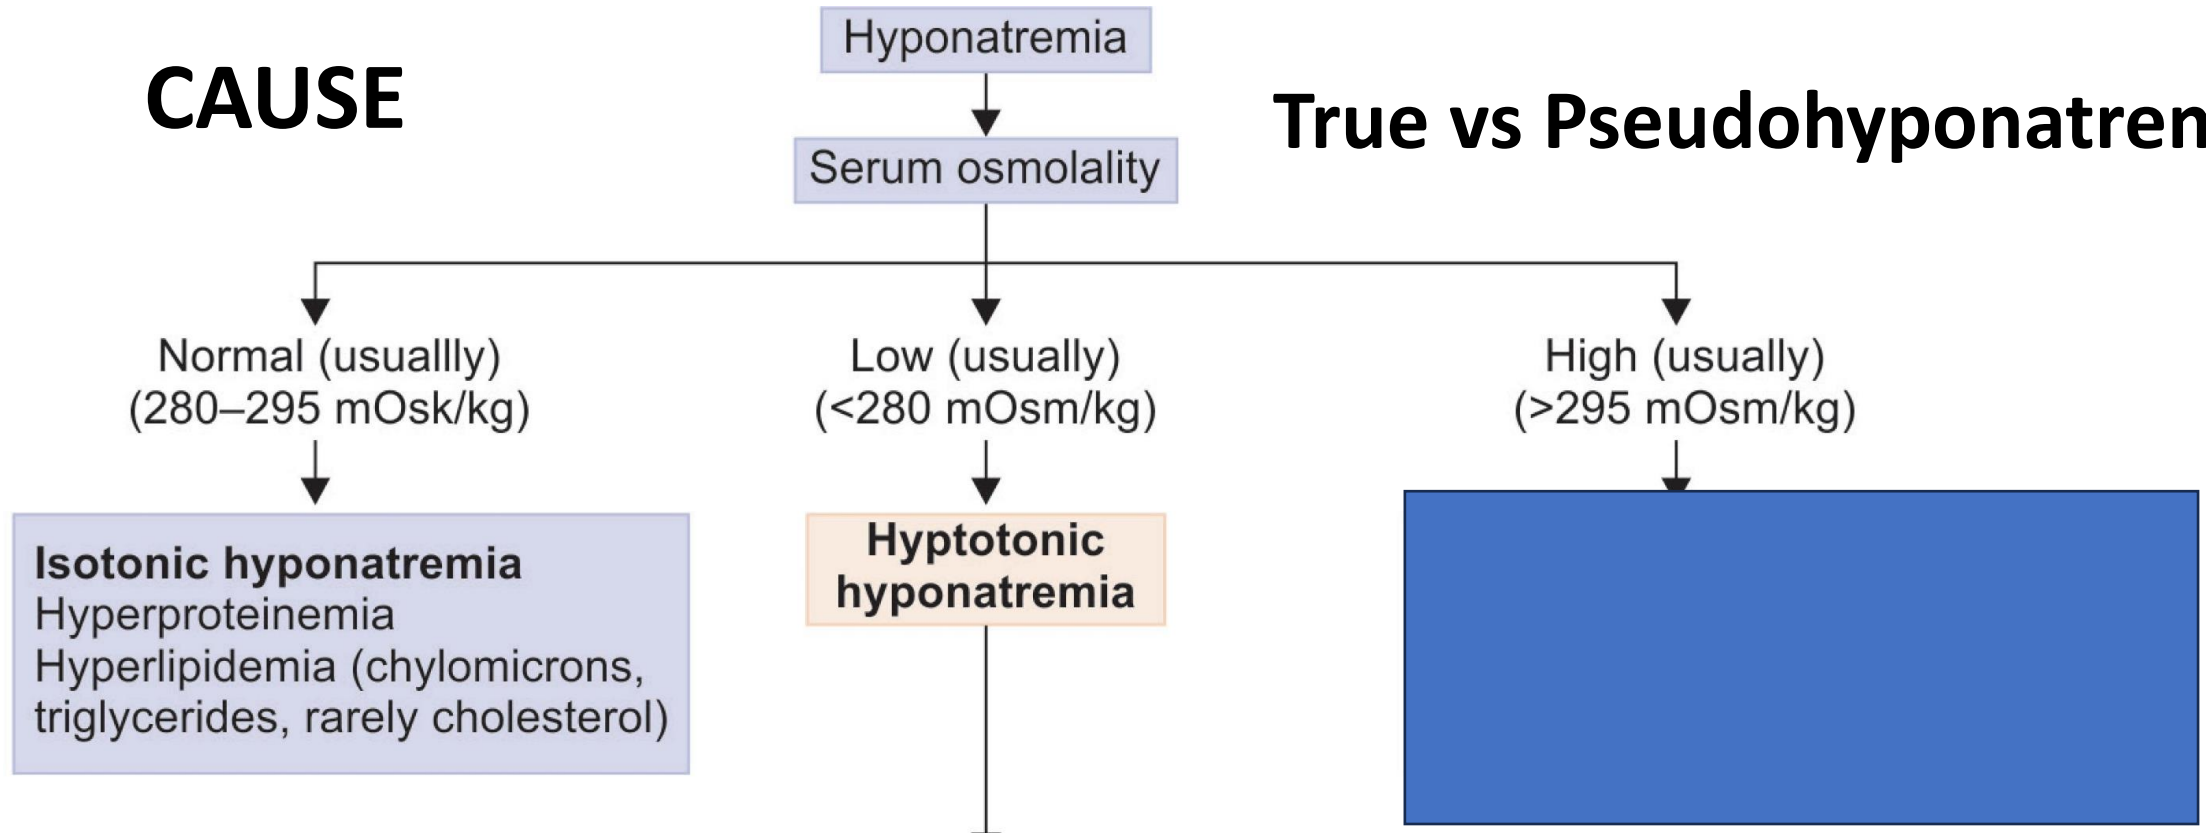 Hyponatremia
CAUSE
True vs Pseudohyponatren
Serum osmolality
Normal (usuallly)
(280–295 mOsk/kg)
Low (usually)
(<280 mOsm/kg)
High (usually)
(>295 mOsm/kg)
Isotonic hyponatremia
Hyperproteinemia
Hyperlipidemia (chylomicrons,
triglycerides, rarely cholesterol)
Hyptotonic
hyponatremia